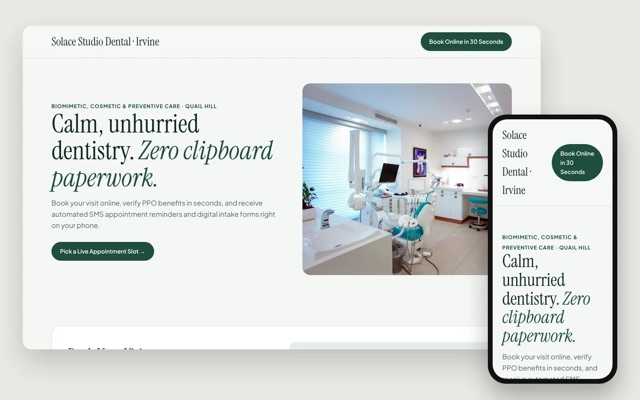 Solace Studio Dental · Irvine
Book Online in 30 Seconds
BIOMIMETIC, COSMETIC & PREVENTIVE CARE · QUAIL HILL
Calm, unhurried
dentistry. Zero clipboard
paperwork.
Book your visit online, verify PPO benefits in seconds, and receive
automated SMS appointment reminders and digital intake forms right
on your phone.
Pick a Live Appointment Slot →
Solace
Studio
Dental ·
Irvine
Book Online
in 30
Seconds
BIOMIMETIC, COSMETIC &
PREVENTIVE CARE · QUAIL HILL
Calm,
unhurried
dentistry. Zero
clipboard
paperwork.
Book your visit online, verify
PPO benefits in seconds, and